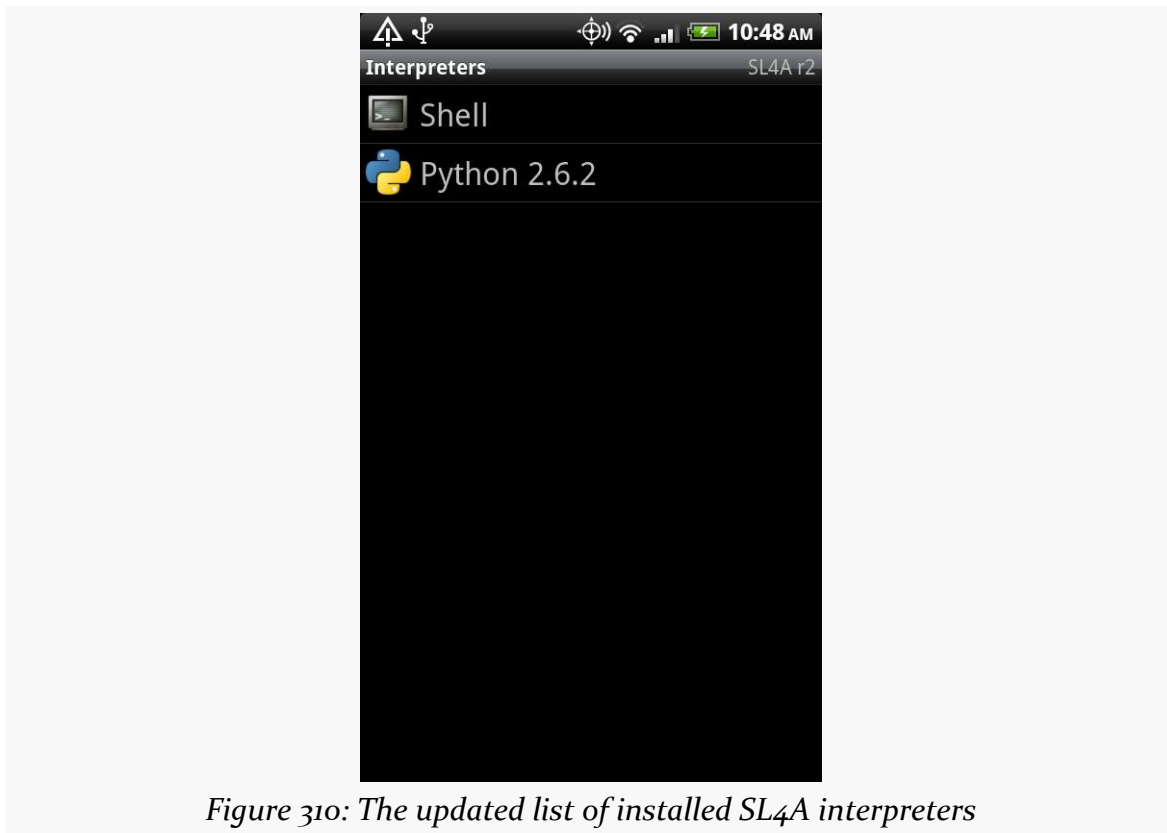 10:48 AM
Interpreters SL4A r2
Shell
Python 2.6.2
Figure 310: The updated list of installed SL4A interpreters